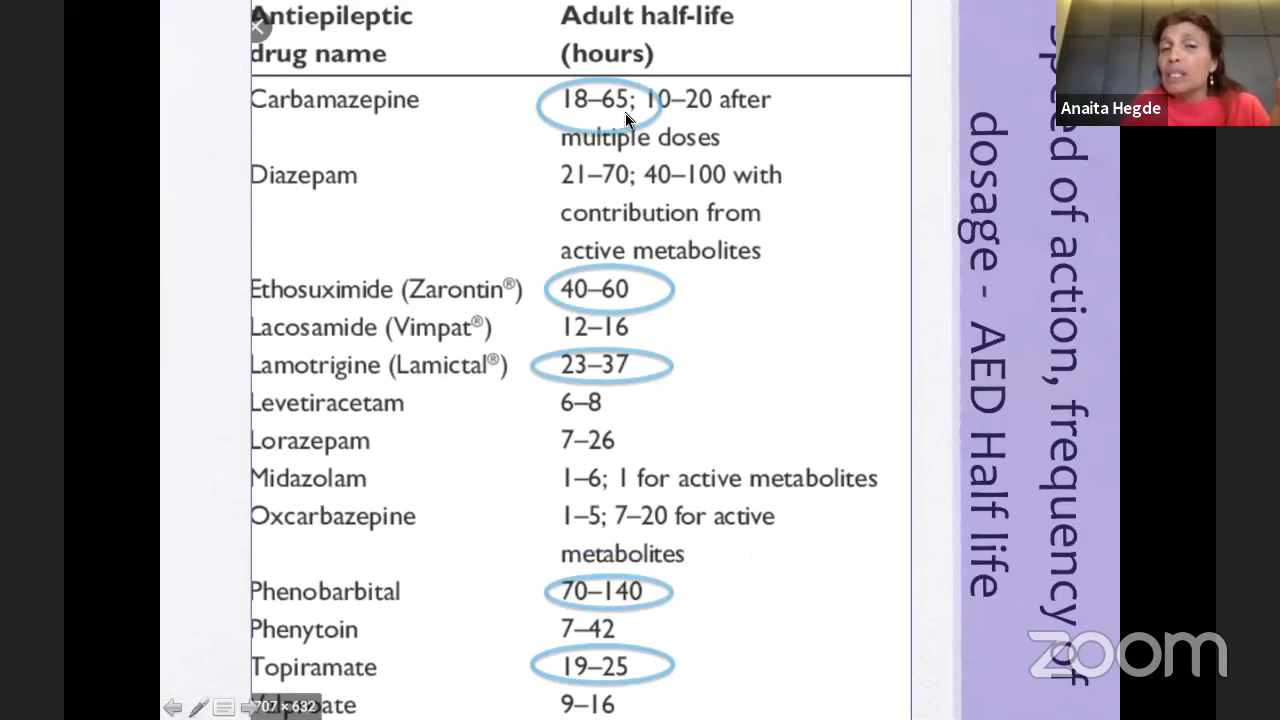 Antiepileptic drug name
Adult half-life (hours)
Carbamazepine 18–65; 10–20 after
multiple doses
Diazepam 21–70; 40–100 with
contribution from
active metabolites
Ethosuximide (Zarontin®) 40–60
Lacosamide (Vimpat®) 12–16
Lamotrigine (Lamictal®) 23–37
Levetiracetam 6–8
Lorazepam 7–26
Midazolam 1–6; 1 for active metabolites
Oxcarbazepine 1–5; 7–20 for active
metabolites
Phenobarbital 70–140
Phenytoin 7–42
Topiramate 19–25
9–16
707 × 632
of action, frequency of
dosage - AED Half life
Anaita Hegde
zoom